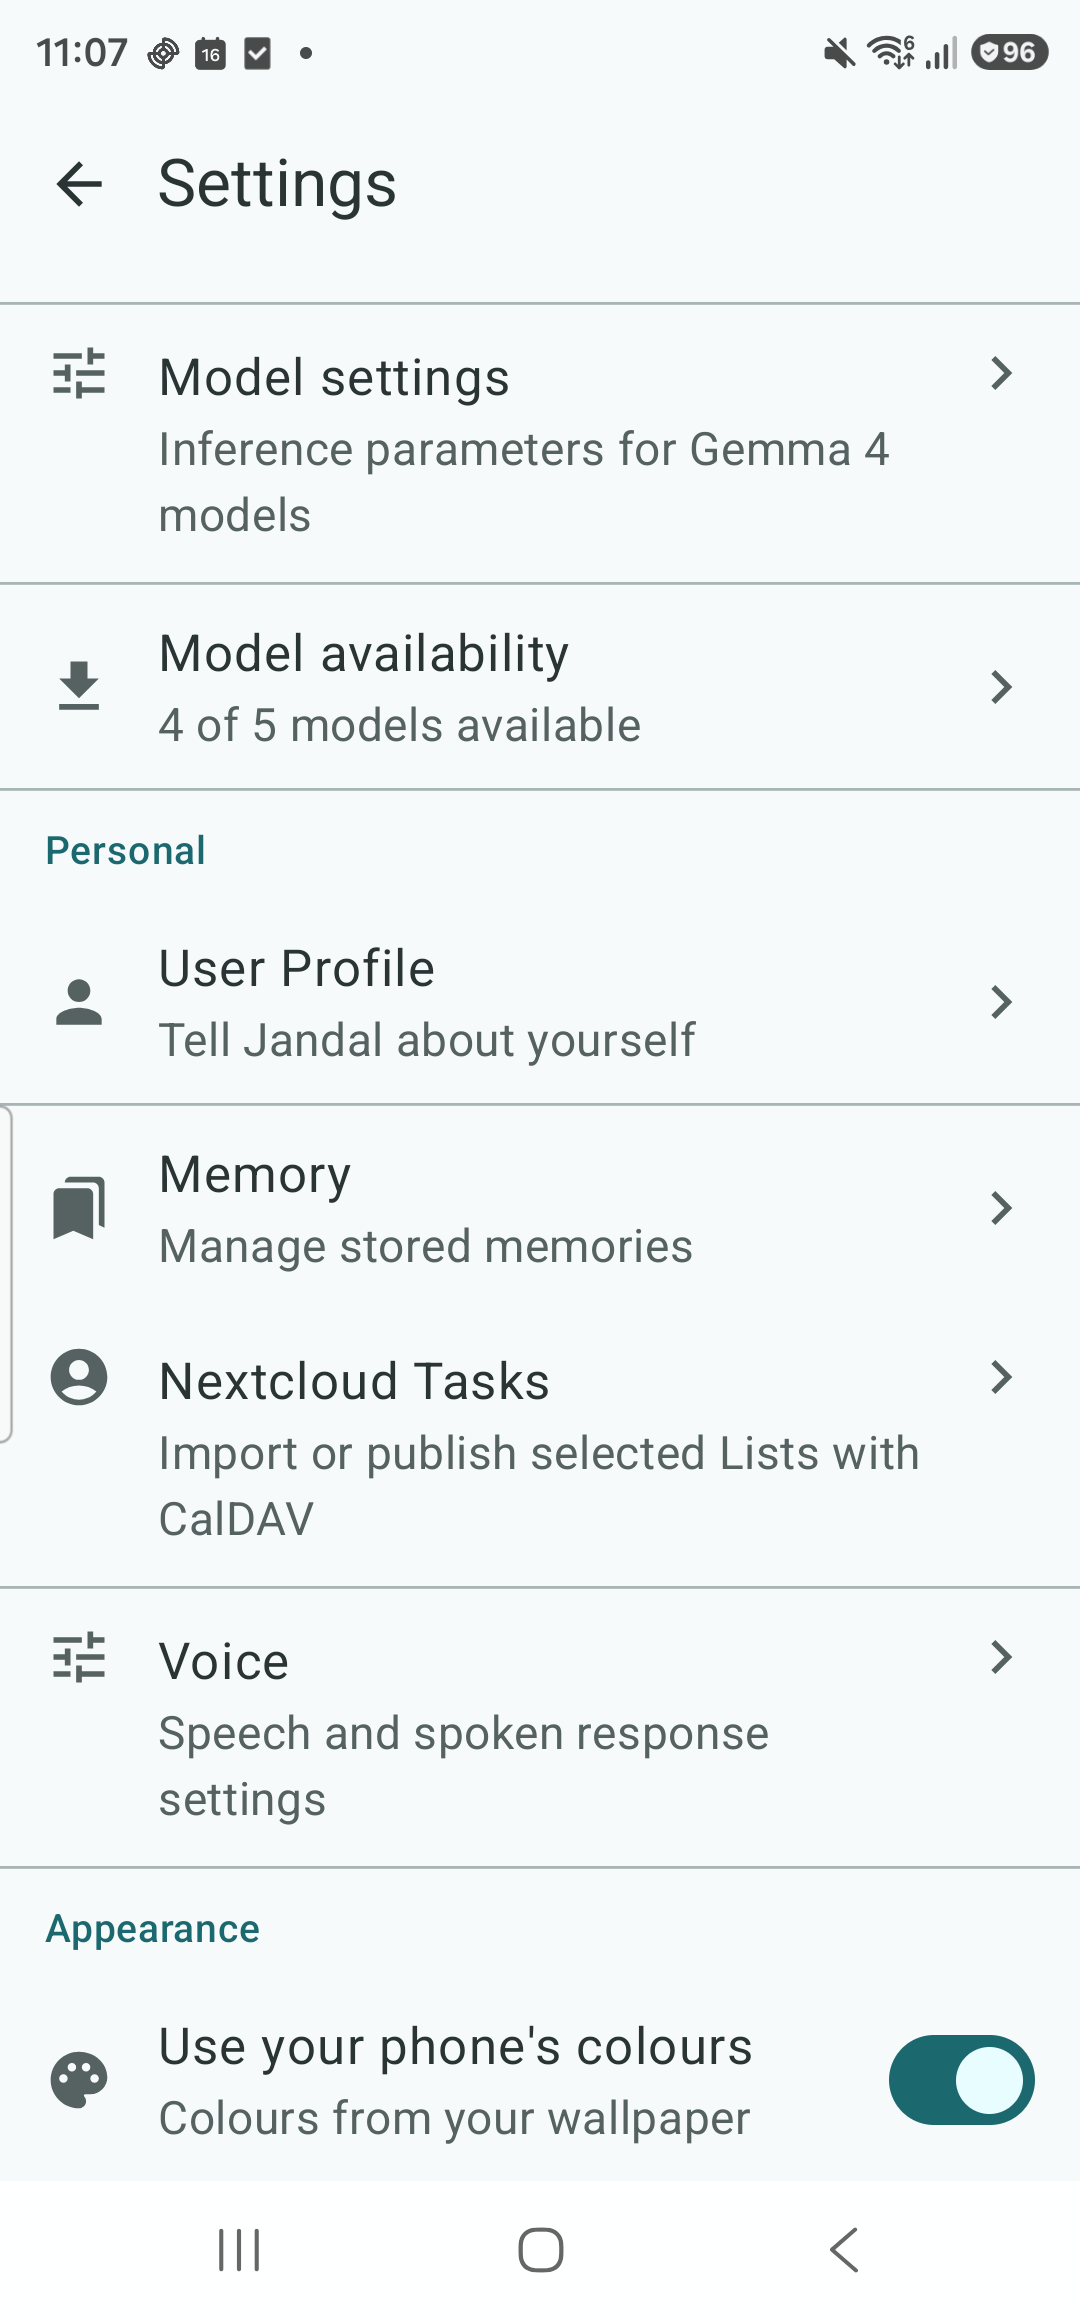 11:07
16
6
96
Settings
Model settings
Inference parameters for Gemma 4
models
Model availability
4 of 5 models available
Personal
User Profile
Tell Jandal about yourself
Memory
Manage stored memories
Nextcloud Tasks
Import or publish selected Lists with
CalDAV
Voice
Speech and spoken response
settings
Appearance
Use your phone's colours
Colours from your wallpaper